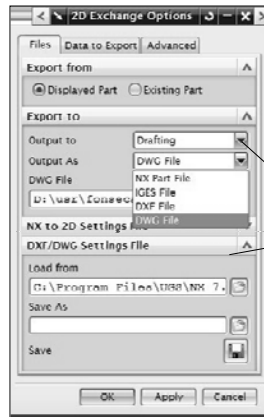 2D Exchange Options
Files Data to Export Advanced
Export from
Displayed Part Existing Part
Export to
Output to Drafting
Output As DWG File
NX Part File
IGES File
DXF File
DWG File
DWG File
D:\usr\fonsec
NX to 2D Settings File
DXF/DWG Settings File
Load from
C:\Program Files\UGS\NX 7.
Save As
Save
OK Apply Cancel